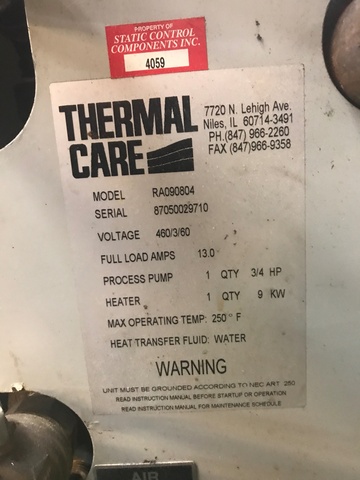 PROPERTY OF
STATIC CONTROL
COMPONENTS INC.
4059
THERMAL
CARE
7720 N. Lehigh Ave.
Niles, IL 60714-3491
PH.(847) 966-2260
FAX (847)966-9358
MODEL RA090804
SERIAL 87050029710
VOLTAGE 460/3/60
FULL LOAD AMPS 13.0
PROCESS PUMP 1 QTY 3/4 HP
HEATER 1 QTY 9 KW
MAX OPERATING TEMP: 250 ° F
HEAT TRANSFER FLUID: WATER
WARNING
UNIT MUST BE GROUNDED ACCORDING TO NEC ART 250
READ INSTRUCTION MANUAL BEFORE STARTUP OR OPERATION
READ INSTRUCTION MANUAL FOR MAINTENANCE SCHEDULE
AIR